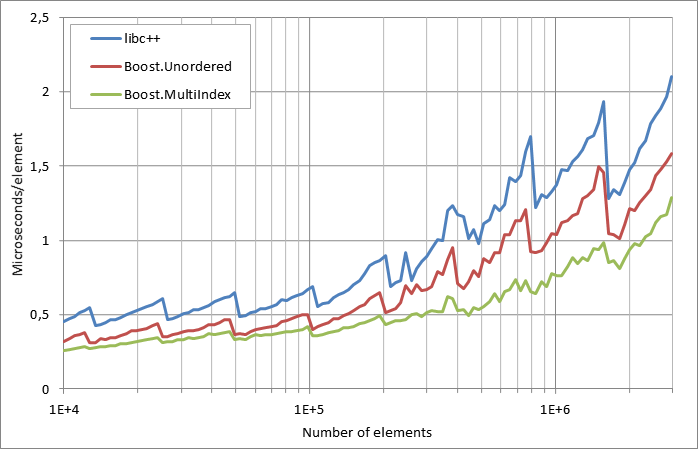 2,5
libc++
Boost.Unordered
Boost.MultiIndex
2
1,5
1
0,5
0
Microseconds/element
1E+4
1E+5
1E+6
Number of elements